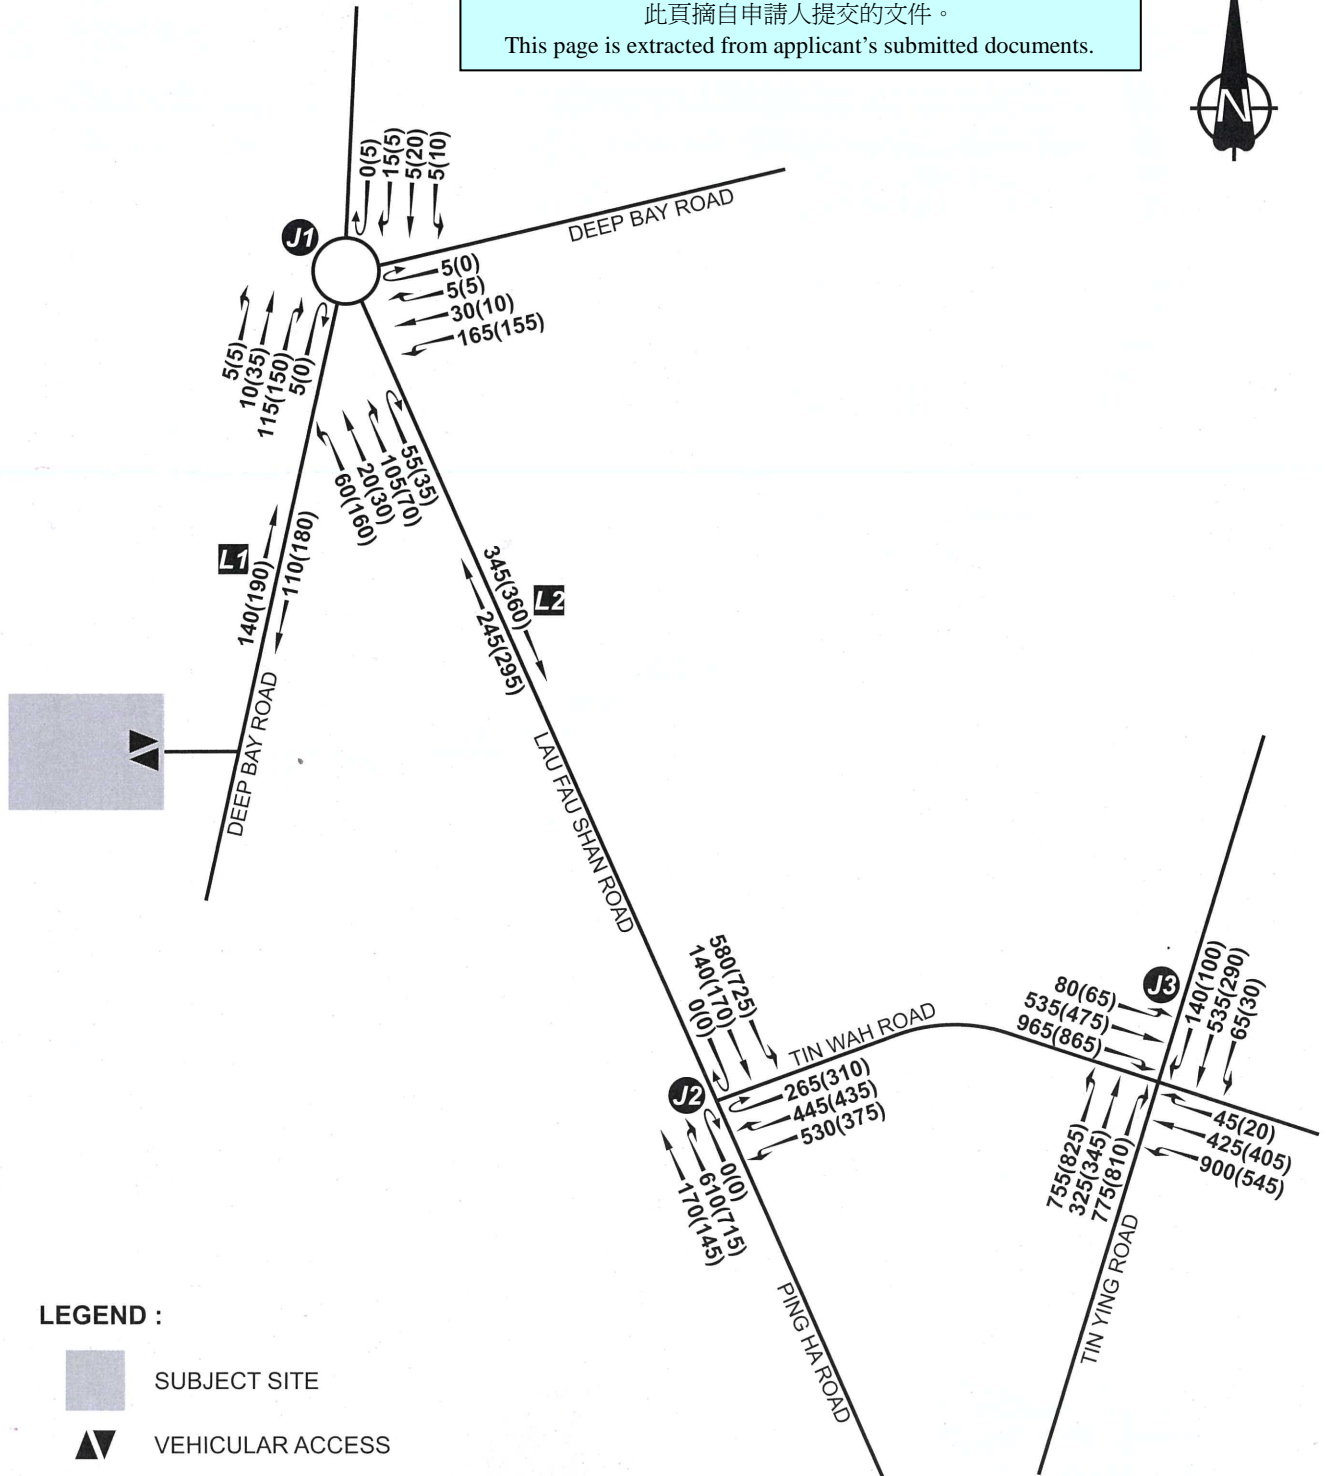 此頁摘自申請人提交的文件。
This page is extracted from applicant's submitted documents.
N
0(5)
15(5)
5(20)
5(10)
J1
DEEP BAY ROAD
5(0)
5(5)
30(10)
165(155)
5(5)
10(35)
115(150)
5(0)
55(35)
105(70)
20(30)
60(160)
L1
140(190)
110(180)
345(360)
245(295)
L2
DEEP BAY ROAD
LAU FAU SHAN ROAD
580(725)
140(170)
0(0)
TIN WAH ROAD
J2
265(310)
445(435)
530(375)
0(0)
610(715)
170(145)
PING HA ROAD
J3
80(65)
535(475)
965(865)
140(100)
535(290)
65(30)
45(20)
425(405)
900(545)
755(825)
325(345)
775(810)
TIN YING ROAD
LEGEND :
SUBJECT SITE
VEHICULAR ACCESS